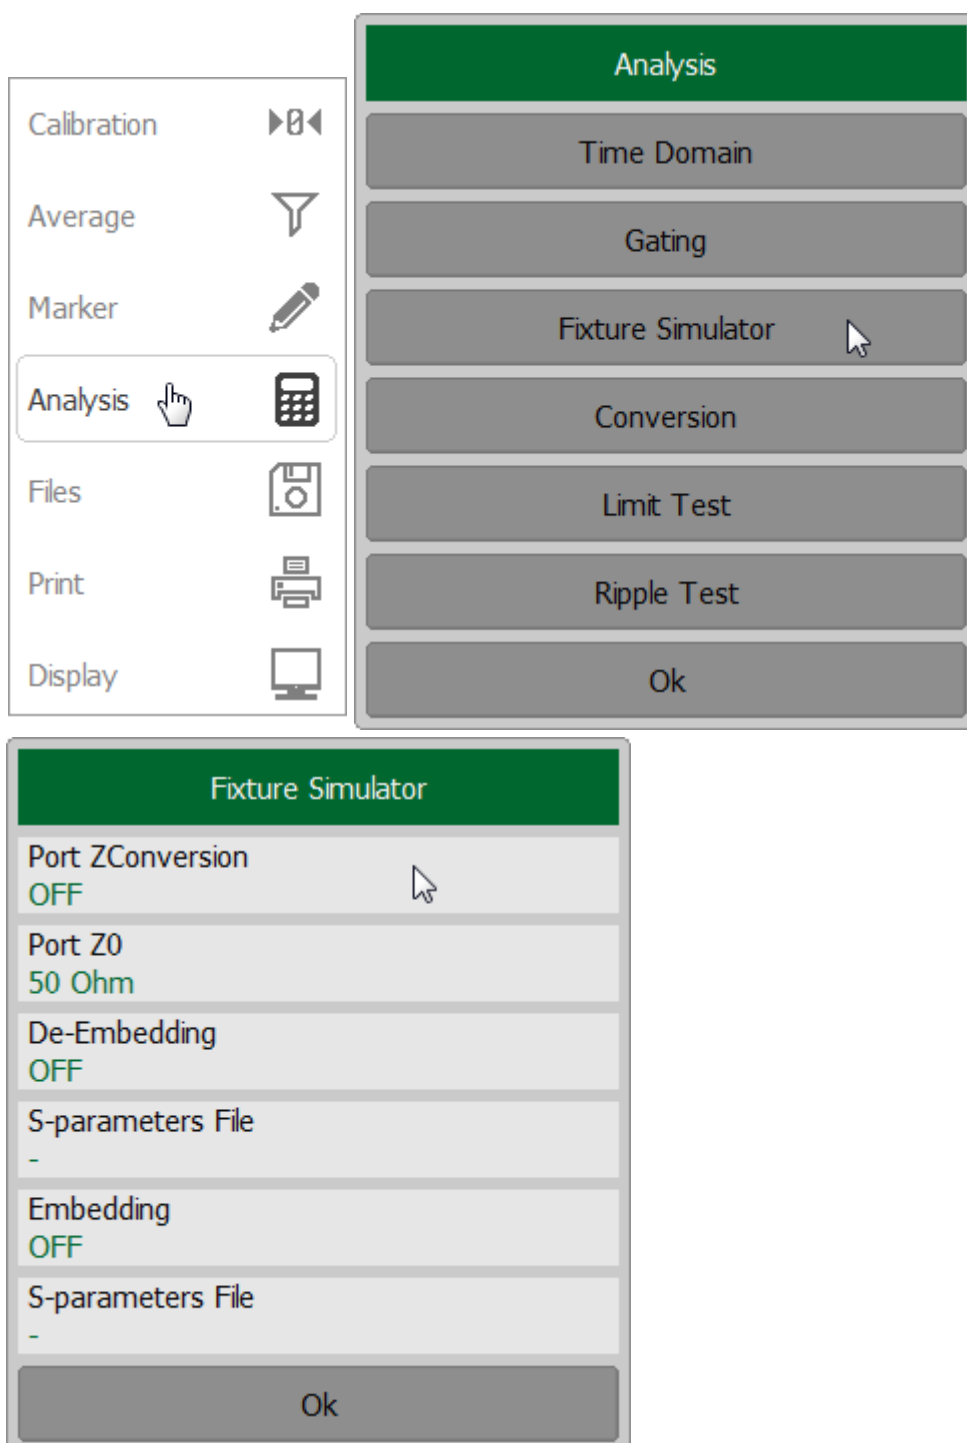 Calibration
Average
Marker
Analysis
Files
Print
Display
Analysis
Time Domain
Gating
Fixture Simulator
Conversion
Limit Test
Ripple Test
Ok
Fixture Simulator
Port ZConversion
OFF
Port Z0
50 Ohm
De-Embedding
OFF
S-parameters File
-
Embedding
OFF
S-parameters File
-
Ok